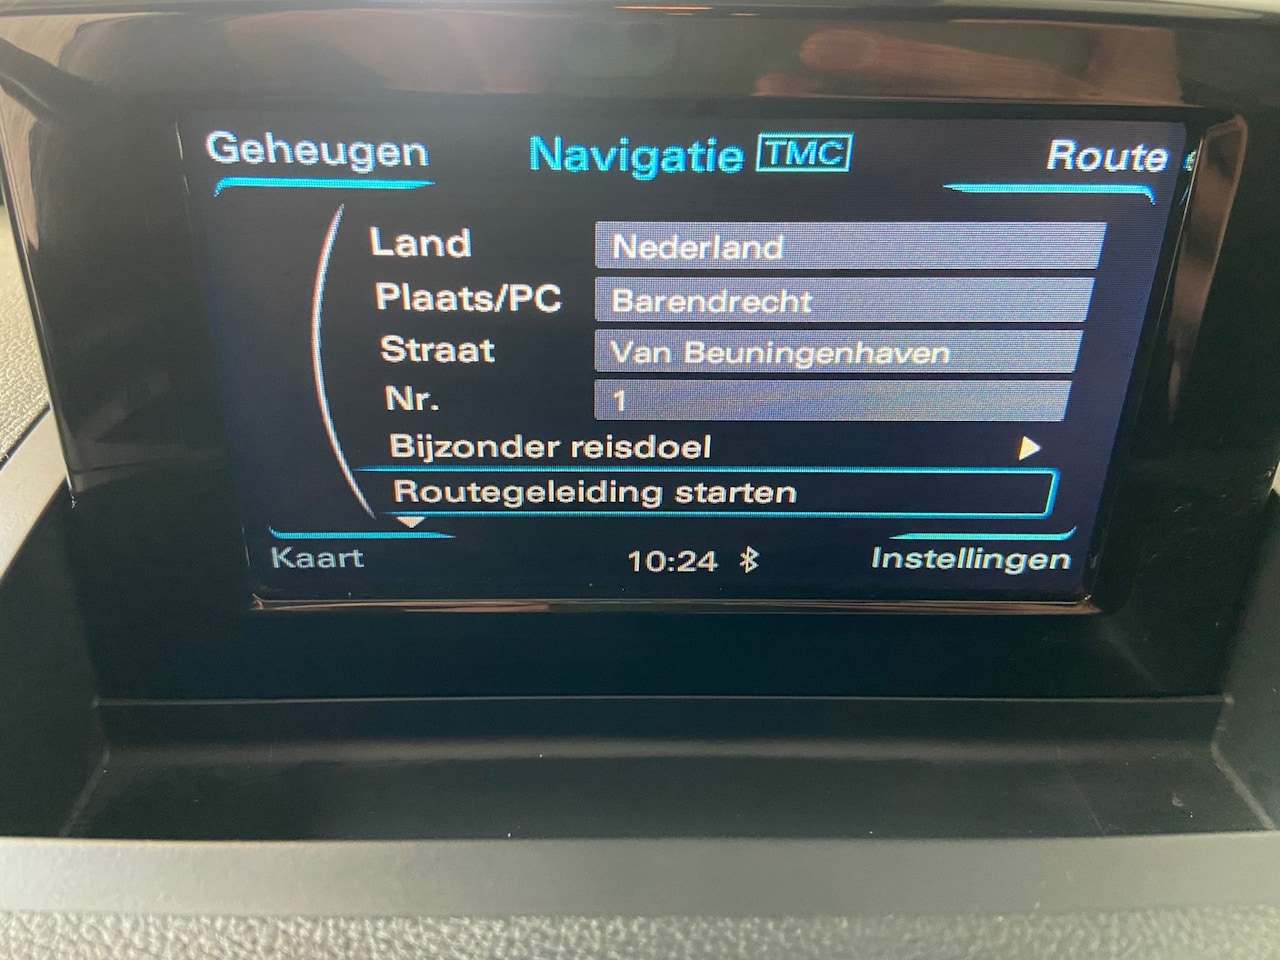 Geheugen Navigatie TMC Route
Land Nederland
Plaats/PC Barendrecht
Straat Van Beuningenhaven
Nr. 1
Bijzonder reisdoel
Routegeleiding starten
Kaart 10:24 Instellingen